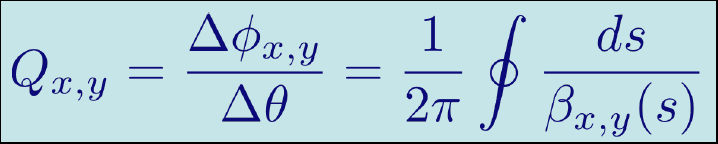 Q_{x,y} = \frac{\Delta\phi_{x,y}}{\Delta\theta} = \frac{1}{2\pi} \oint \frac{ds}{\beta_{x,y}(s)}